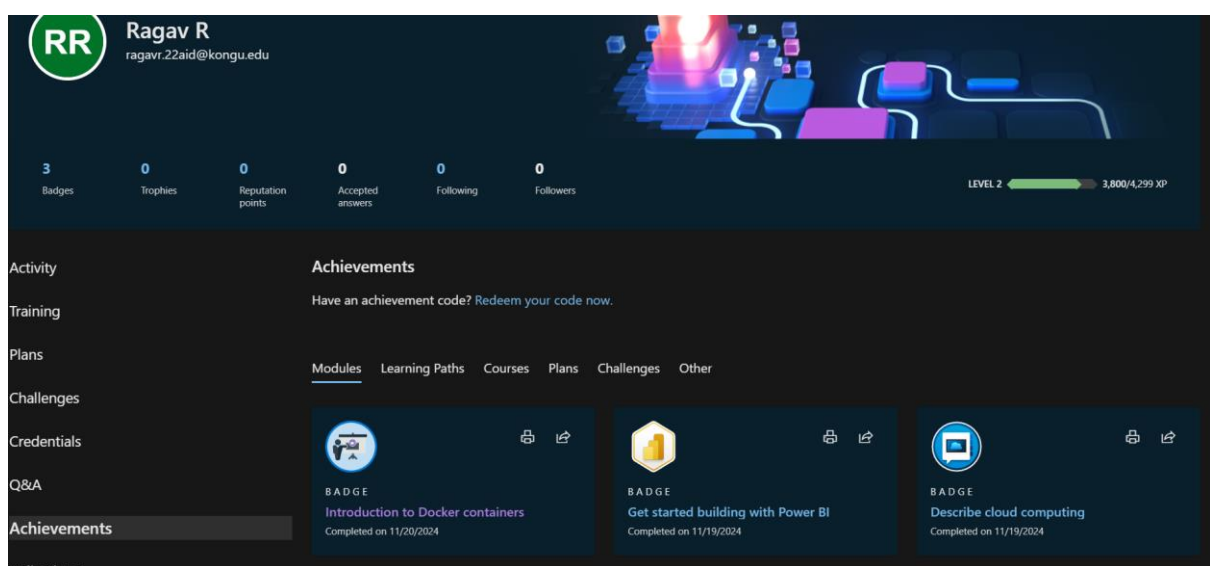 RR
Ragav R
ragavr.22aid@kongu.edu
3
Badges
0
Trophies
0
Reputation
points
0
Accepted
answers
0
Following
0
Followers
LEVEL 2
3,800/4,299 XP
Activity
Training
Plans
Challenges
Credentials
Q&A
Achievements
Achievements
Have an achievement code? Redeem your code now.
Modules Learning Paths Courses Plans Challenges Other
BADGE
Introduction to Docker containers
Completed on 11/20/2024
BADGE
Get started building with Power BI
Completed on 11/19/2024
BADGE
Describe cloud computing
Completed on 11/19/2024